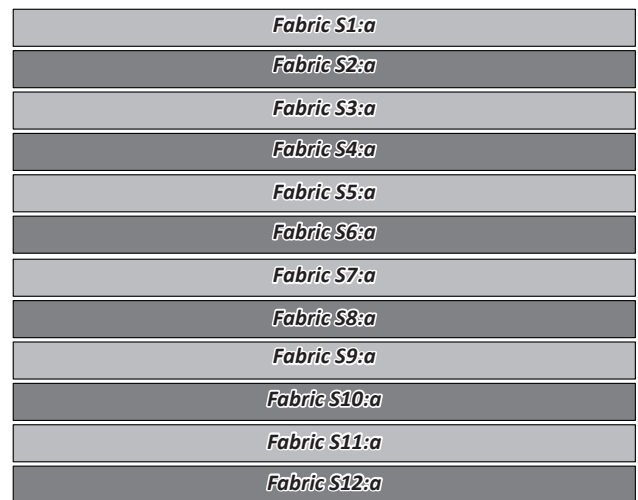 Fabric S1:a
Fabric S2:a
Fabric S3:a
Fabric S4:a
Fabric S5:a
Fabric S6:a
Fabric S7:a
Fabric S8:a
Fabric S9:a
Fabric S10:a
Fabric S11:a
Fabric S12:a